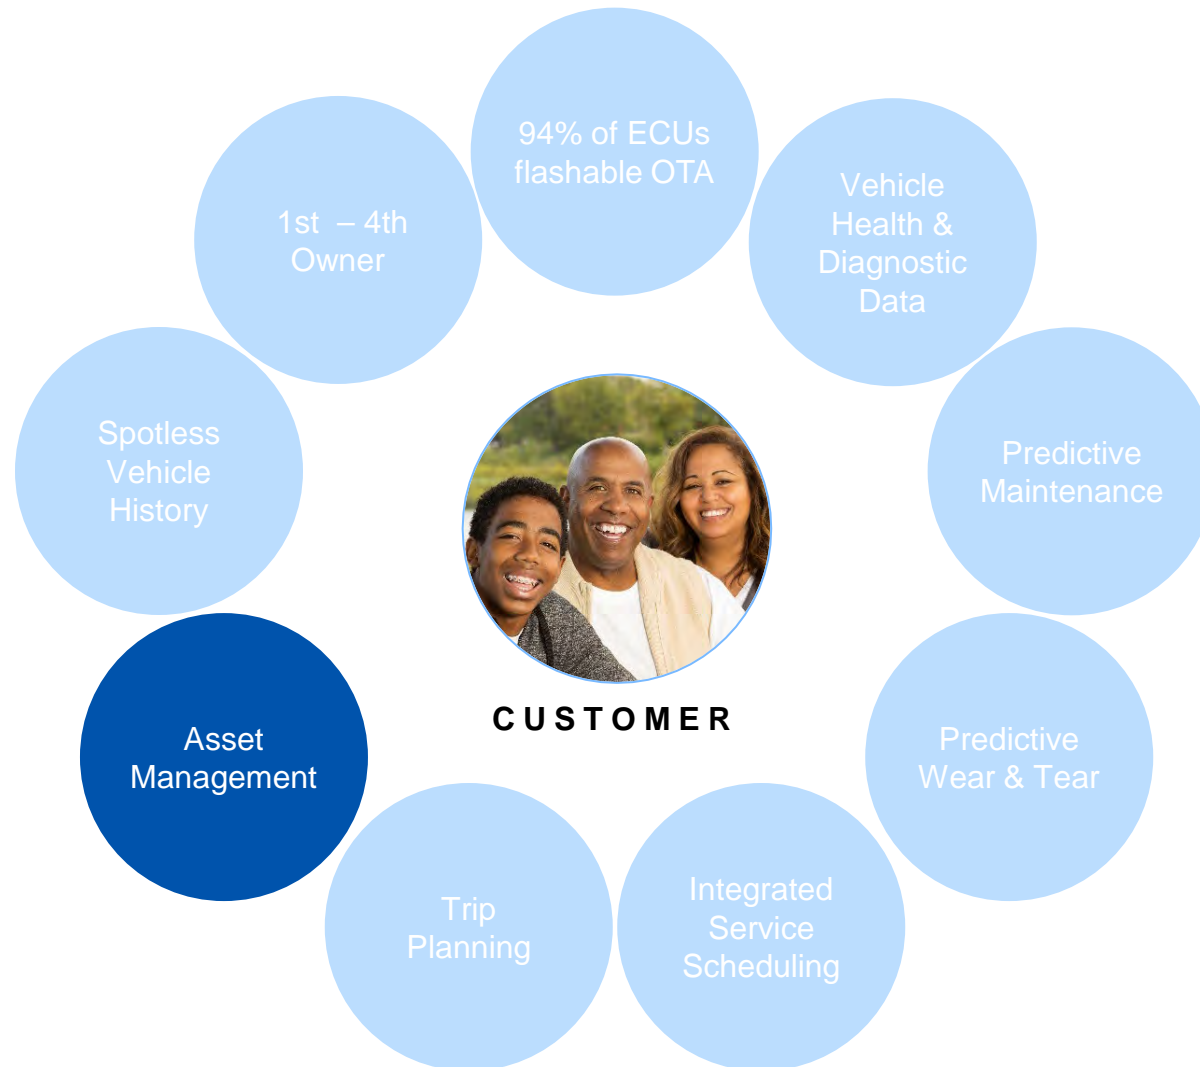 94% of ECUs
flashable OTA
Vehicle
Health &
Diagnostic
Data
Predictive
Maintenance
Predictive
Wear & Tear
Integrated
Service
Scheduling
Trip
Planning
Asset
Management
Spotless
Vehicle
History
1st – 4th
Owner
CUSTOMER